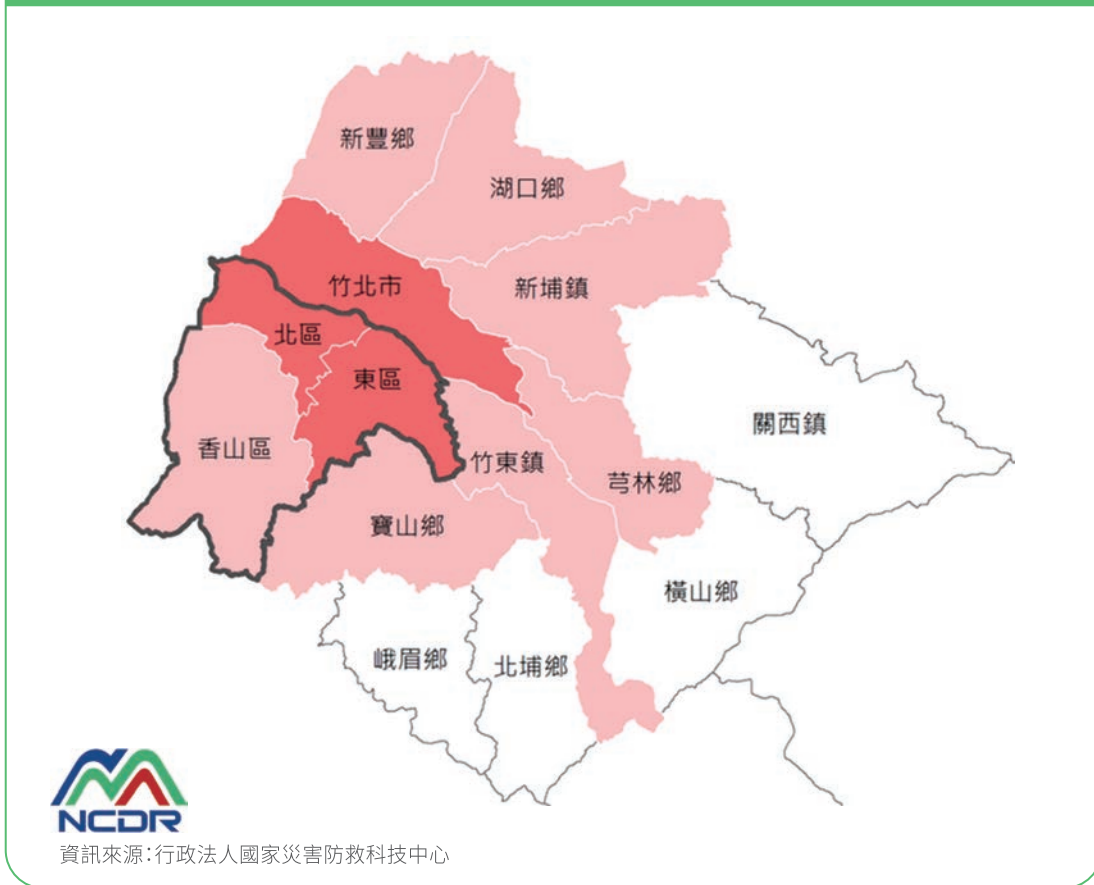 新豐鄉
湖口鄉
竹北市
新埔鎮
北區
東區
關西鎮
香山區
竹東鎮
芎林鄉
寶山鄉
橫山鄉
峨眉鄉
北埔鄉
NCDR
資訊來源:行政法人國家災害防救科技中心